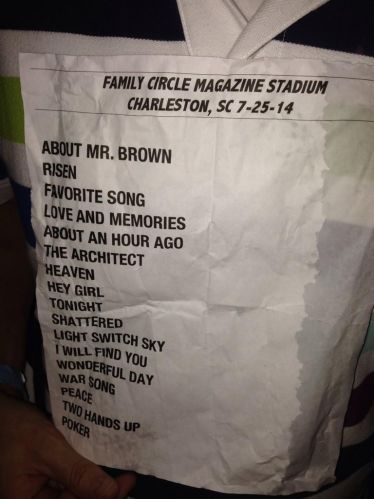 FAMILY CIRCLE MAGAZINE STADIUM
CHARLESTON, SC 7-25-14
ABOUT MR. BROWN
RISEN
FAVORITE SONG
LOVE AND MEMORIES
ABOUT AN HOUR AGO
THE ARCHITECT
HEAVEN
HEY GIRL
TONIGHT
SHATTERED
LIGHT SWITCH SKY
I WILL FIND YOU
WONDERFUL DAY
WAR SONG
PEACE
TWO HANDS UP
POKER